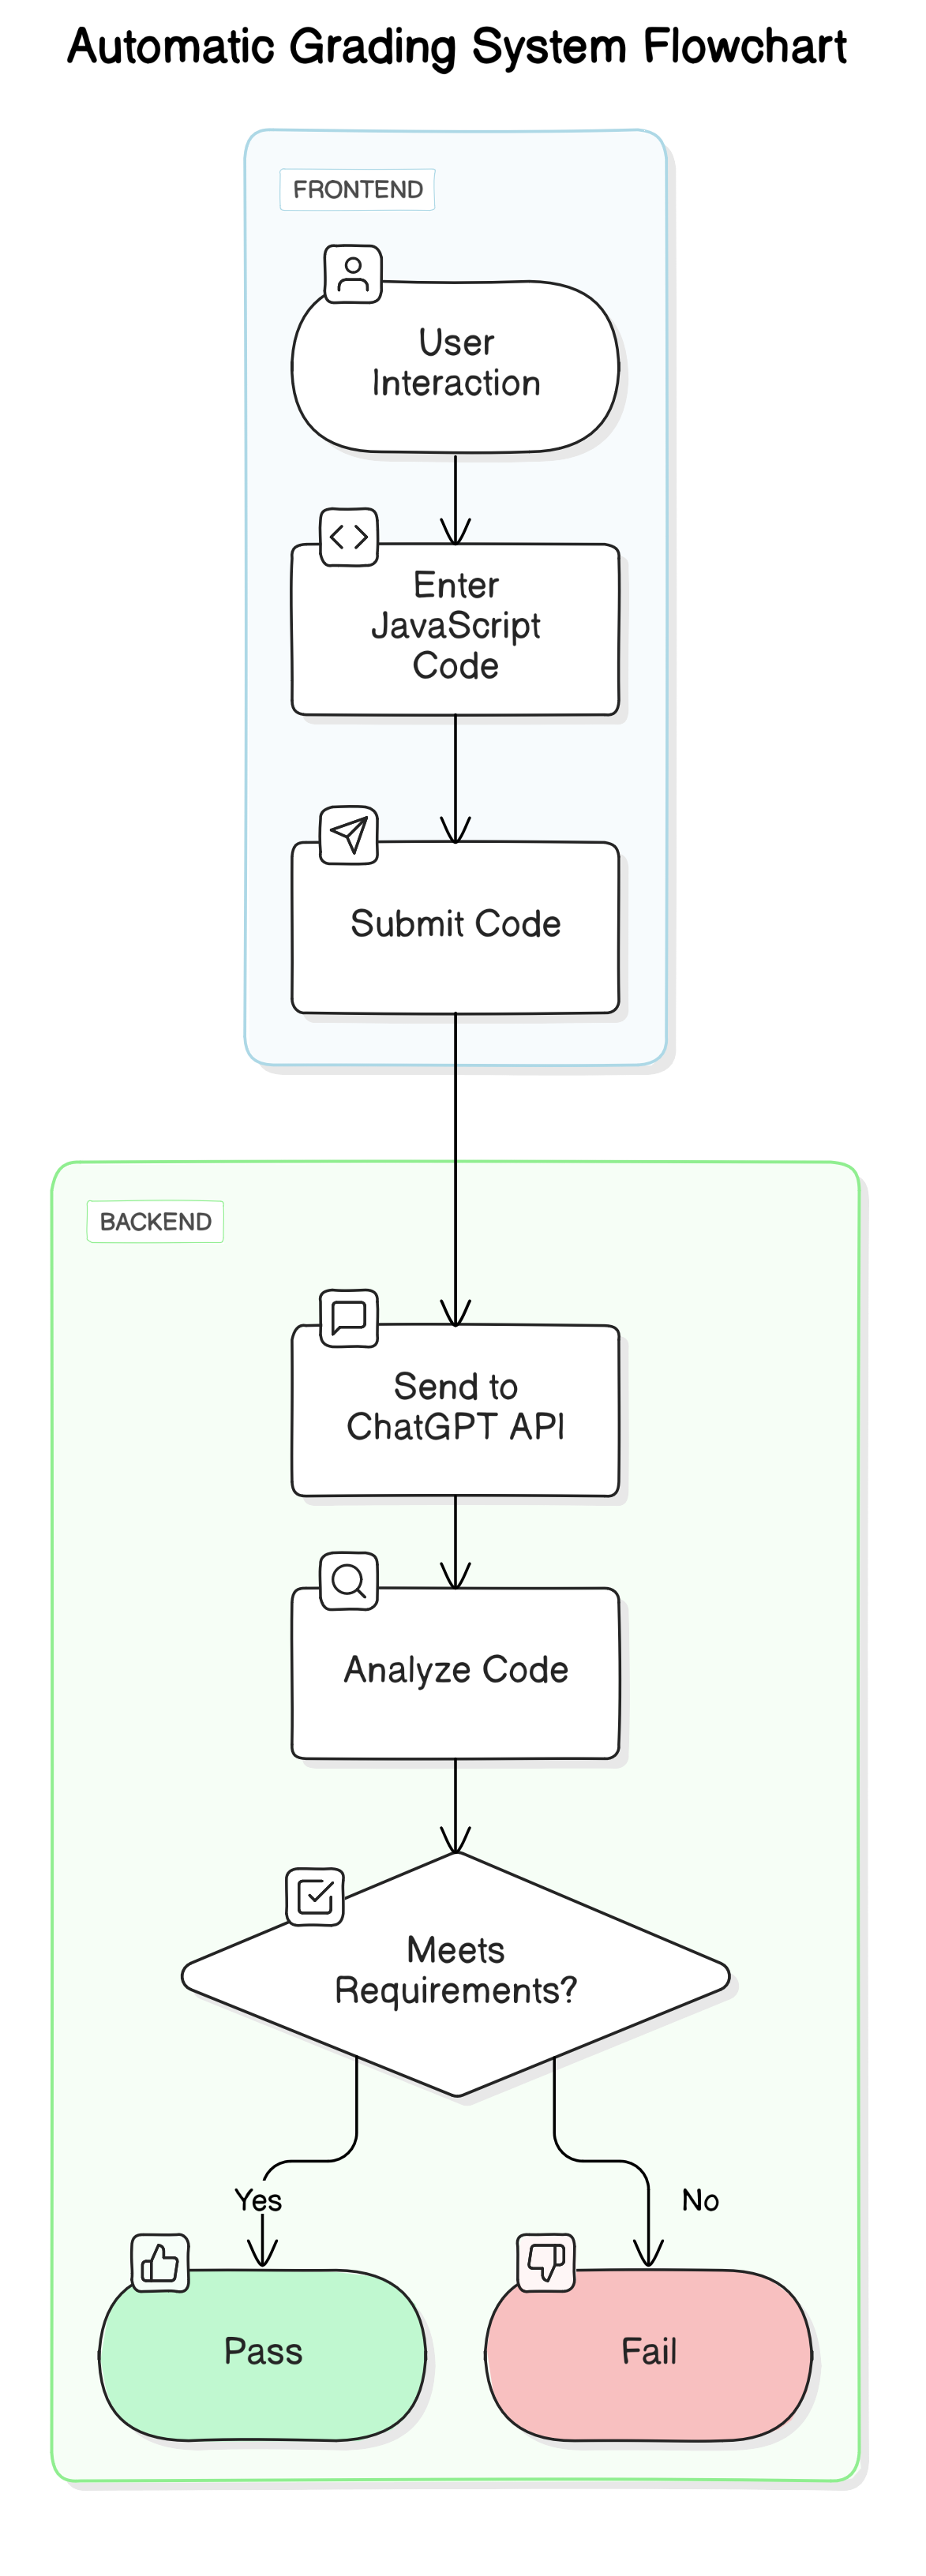 Automatic Grading System Flowchart
FRONTEND
User
Interaction
Enter
JavaScript
Code
Submit Code
BACKEND
Send to
ChatGPT API
Analyze Code
Meets
Requirements?
Yes
No
Pass
Fail